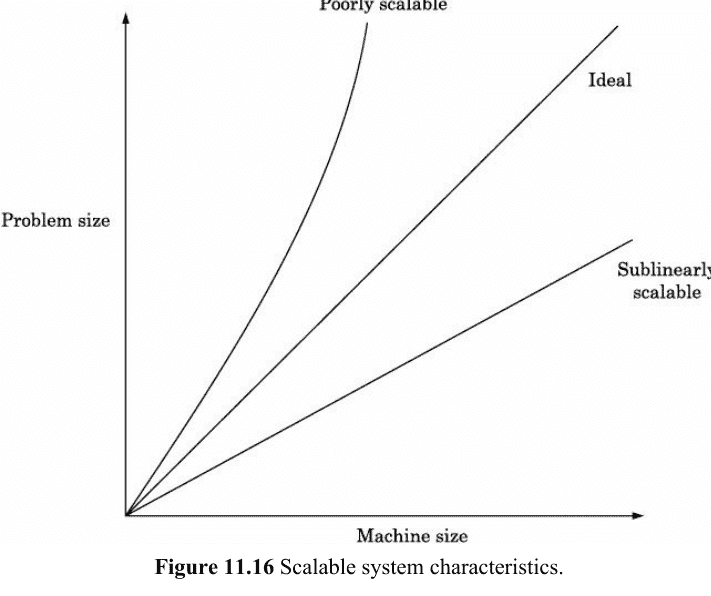 Poorly scalable
Ideal
Problem size
Sublinearly
scalable
Machine size
Figure 11.16 Scalable system characteristics.